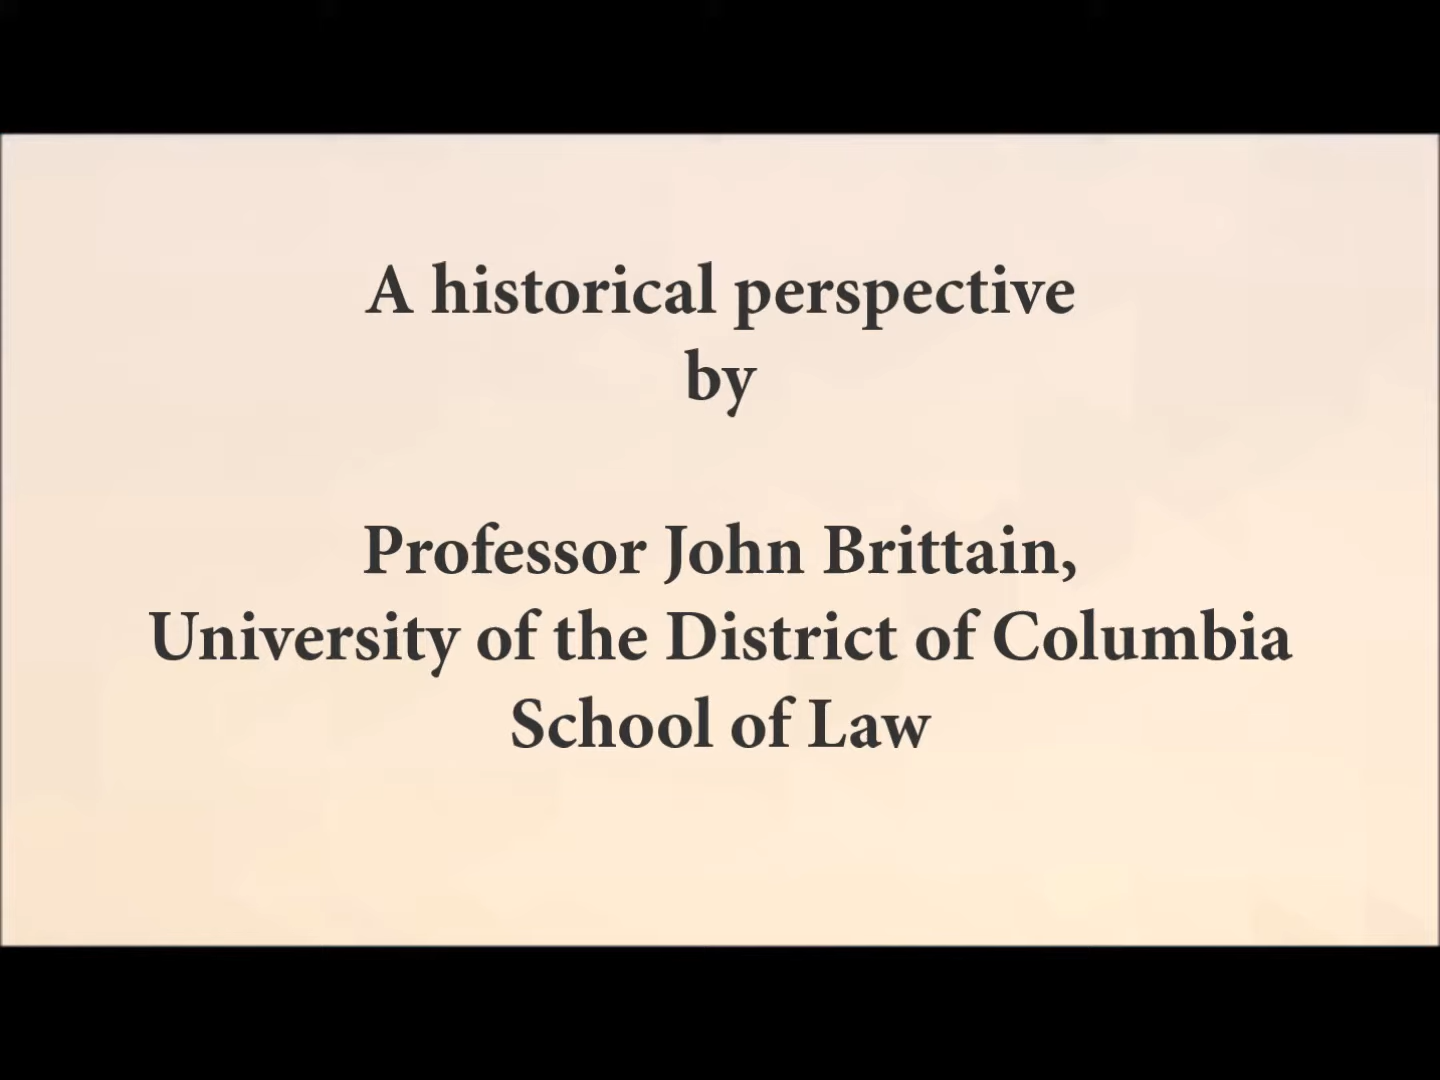 A historical perspective
by
Professor John Brittain,
University of the District of Columbia
School of Law